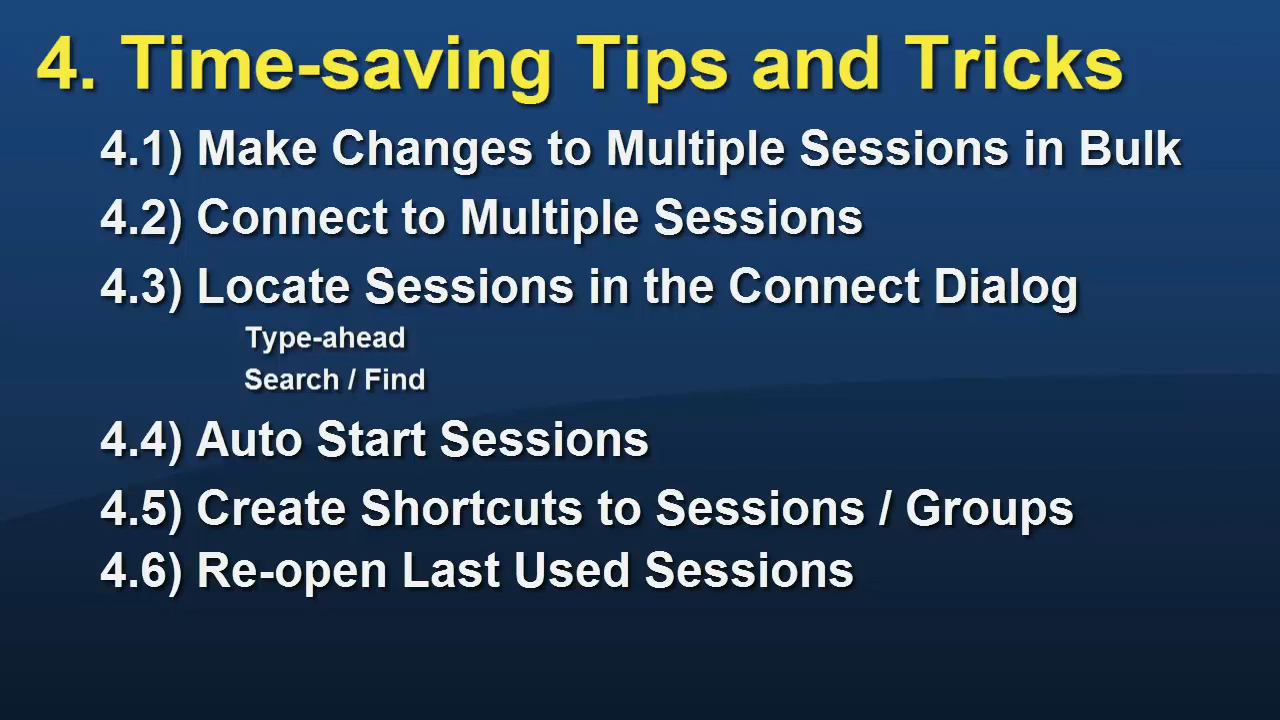 4. Time-saving Tips and Tricks
4.1) Make Changes to Multiple Sessions in Bulk
4.2) Connect to Multiple Sessions
4.3) Locate Sessions in the Connect Dialog
Type-ahead
Search / Find
4.4) Auto Start Sessions
4.5) Create Shortcuts to Sessions / Groups
4.6) Re-open Last Used Sessions